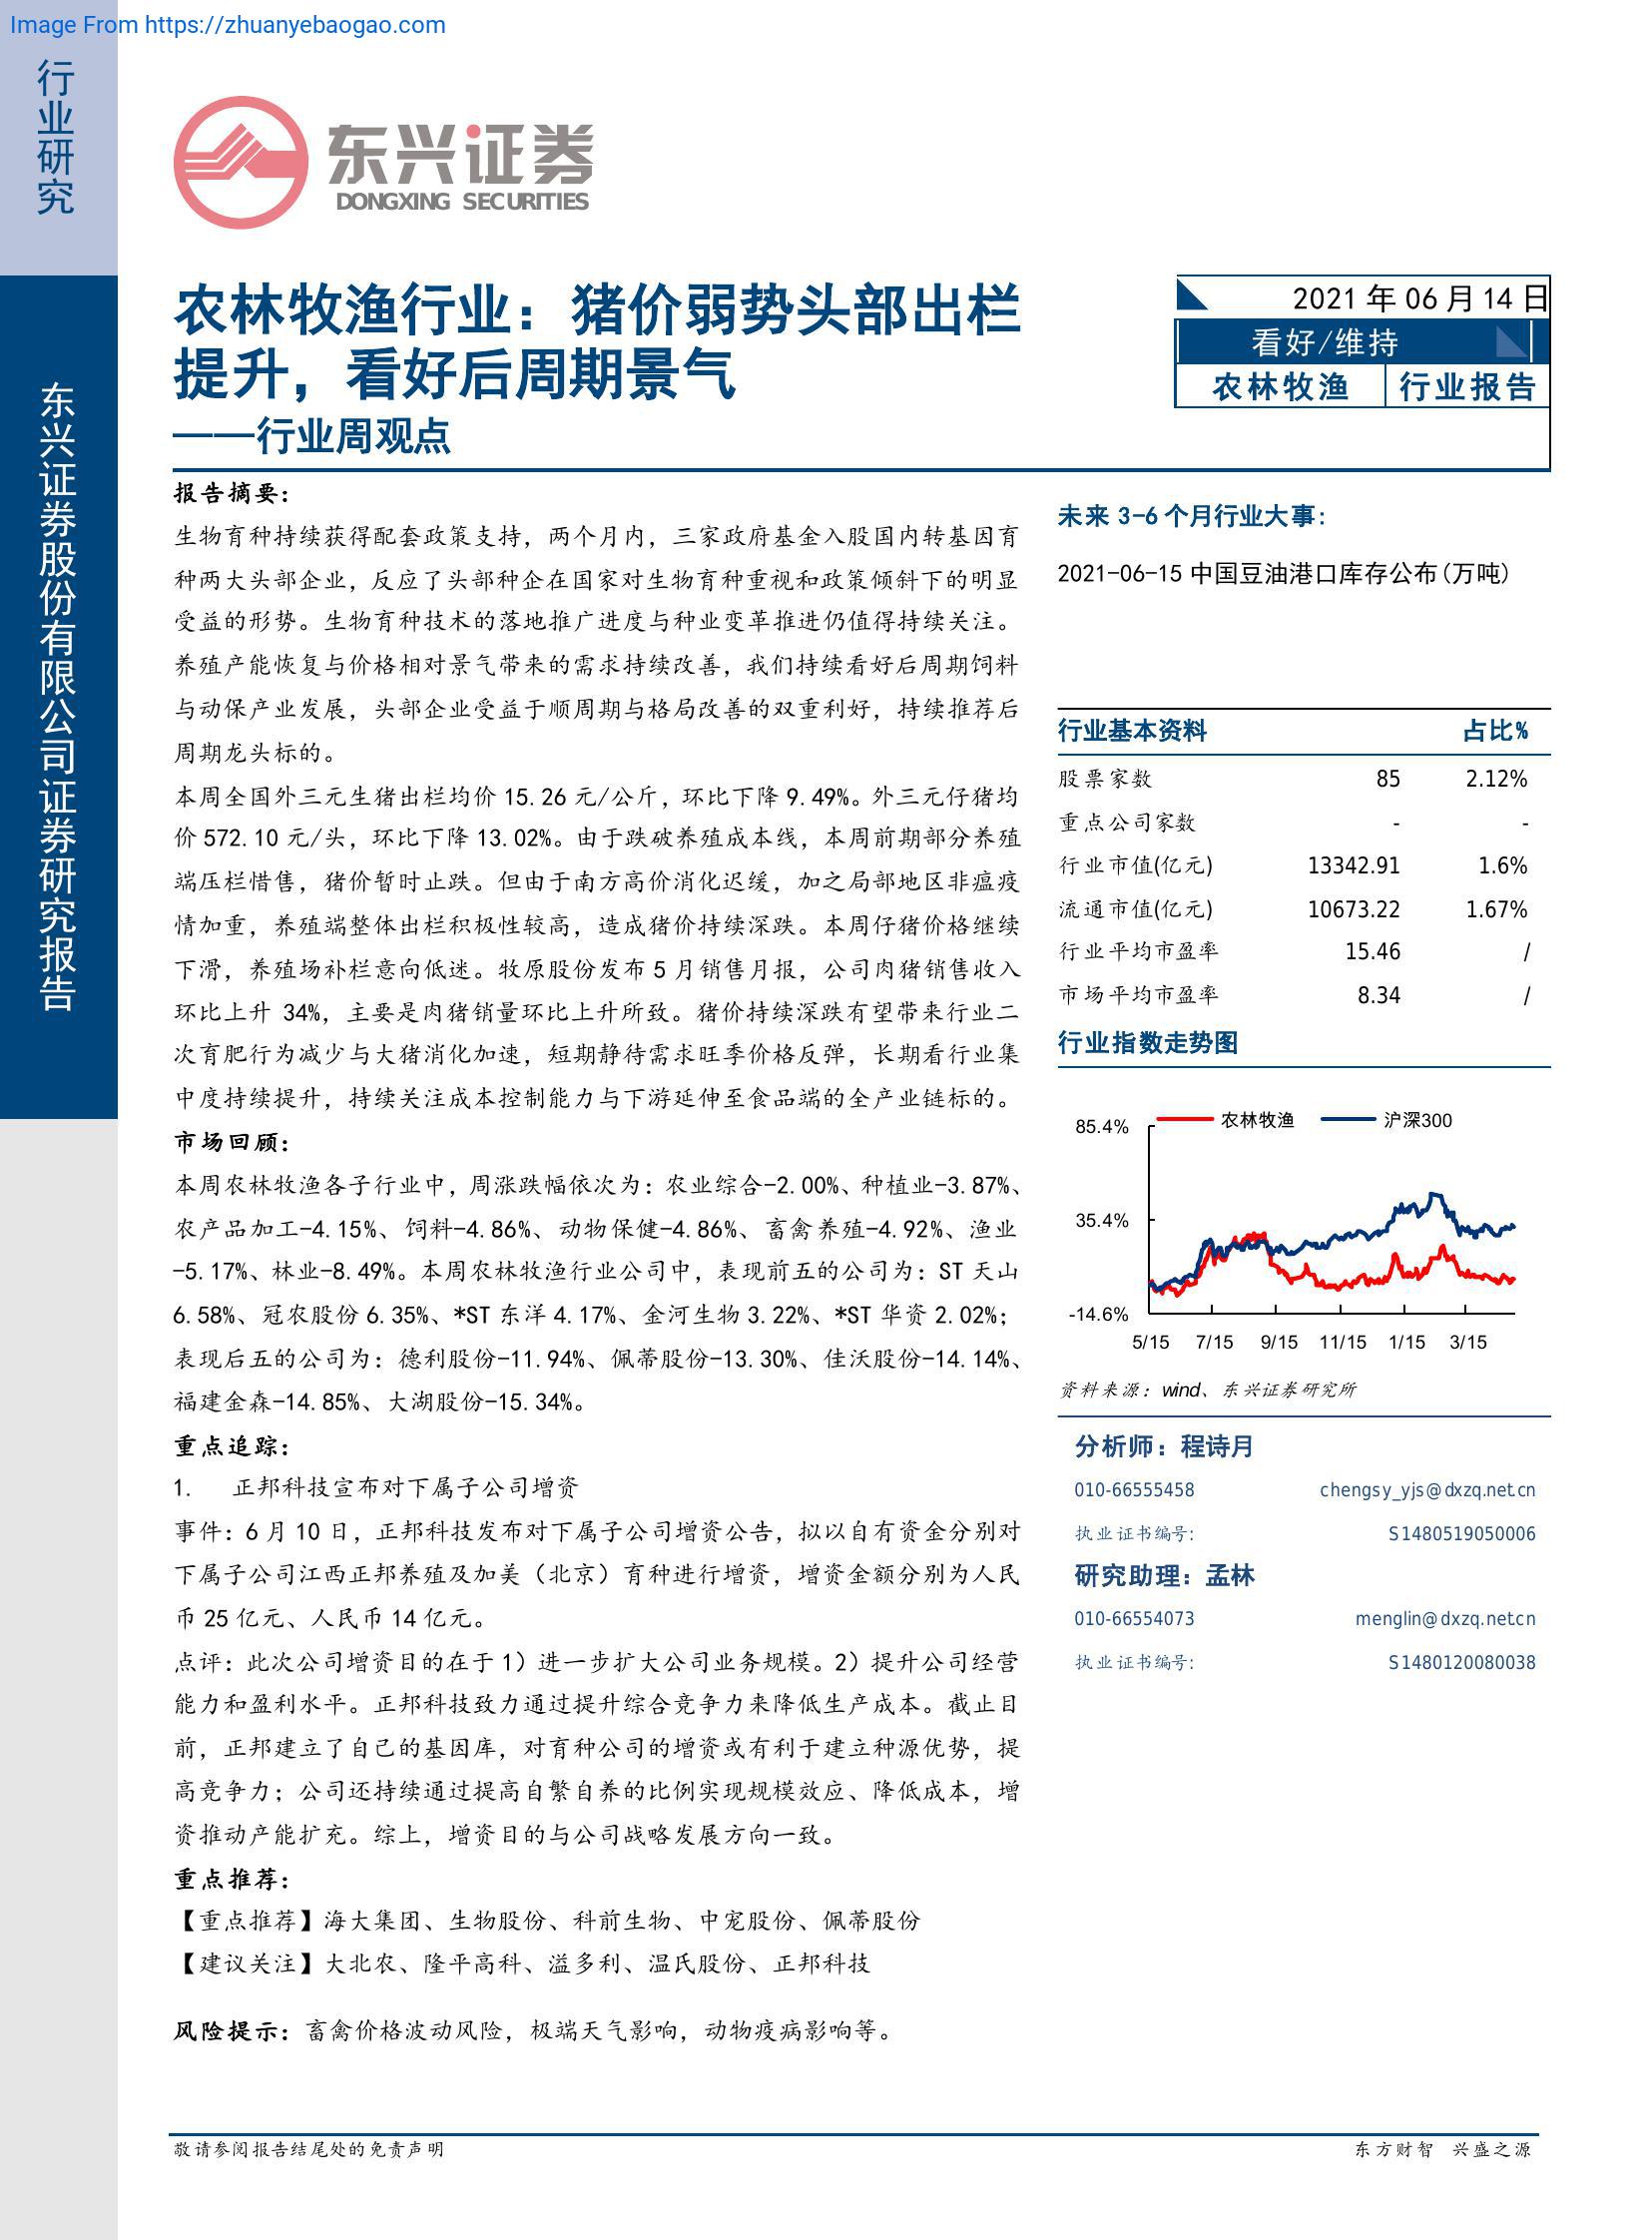 Image From https://zhuanyebaogao.com
行业研究
东兴证券股份有限公司证券研究报告
东兴证券
DONGXING SECURITIES
农林牧渔行业：猪价弱势头部出栏
提升，看好后周期景气
——行业周观点
2021 年 06 月 14 日
看好/维持
农林牧渔 行业报告
报告摘要：
生物育种持续获得配套政策支持，两个月内，三家政府基金入股国内转基因育
种两大头部企业，反应了头部种企在国家对生物育种重视和政策倾斜下的明显
受益的形势。生物育种技术的落地推广进度与种业变革推进仍值得持续关注。
养殖产能恢复与价格相对景气带来的需求持续改善，我们持续看好后周期饲料
与动保产业发展，头部企业受益于顺周期与格局改善的双重利好，持续推荐后
周期龙头标的。
本周全国外三元生猪出栏均价 15.26 元/公斤，环比下降 9.49%。外三元仔猪均
价 572.10 元/头，环比下降 13.02%。由于跌破养殖成本线，本周前期部分养殖
端压栏惜售，猪价暂时止跌。但由于南方高价消化迟缓，加之局部地区非瘟疫
情加重，养殖端整体出栏积极性较高，造成猪价持续深跌。本周仔猪价格继续
下滑，养殖场补栏意向低迷。牧原股份发布 5 月销售月报，公司肉猪销售收入
环比上升 34%，主要是肉猪销量环比上升所致。猪价持续深跌有望带来行业二
次育肥行为减少与大猪消化加速，短期静待需求旺季价格反弹，长期看行业集
中度持续提升，持续关注成本控制能力与下游延伸至食品端的全产业链标的。
市场回顾：
本周农林牧渔各子行业中，周涨跌幅依次为：农业综合-2.00%、种植业-3.87%、
农产品加工-4.15%、饲料-4.86%、动物保健-4.86%、畜禽养殖-4.92%、渔业
-5.17%、林业-8.49%。本周农林牧渔行业公司中，表现前五的公司为：ST 天山
6.58%、冠农股份 6.35%、*ST 东洋 4.17%、金河生物 3.22%、*ST 华资 2.02%；
表现后五的公司为：德利股份-11.94%、佩蒂股份-13.30%、佳沃股份-14.14%、
福建金森-14.85%、大湖股份-15.34%。
重点追踪：
1. 正邦科技宣布对下属子公司增资
事件：6 月 10 日，正邦科技发布对下属子公司增资公告，拟以自有资金分别对
下属子公司江西正邦养殖及加美（北京）育种进行增资，增资金额分别为人民
币 25 亿元、人民币 14 亿元。
点评：此次公司增资目的在于 1）进一步扩大公司业务规模。2）提升公司经营
能力和盈利水平。正邦科技致力通过提升综合竞争力来降低生产成本。截止目
前，正邦建立了自己的基因库，对育种公司的增资或有利于建立种源优势，提
高竞争力；公司还持续通过提高自繁自养的比例实现规模效应、降低成本，增
资推动产能扩充。综上，增资目的与公司战略发展方向一致。
重点推荐：
【重点推荐】海大集团、生物股份、科前生物、中宠股份、佩蒂股份
【建议关注】大北农、隆平高科、溢多利、温氏股份、正邦科技
风险提示：畜禽价格波动风险，极端天气影响，动物疫病影响等。
未来 3-6 个月行业大事：
2021-06-15 中国豆油港口库存公布(万吨)
行业基本资料 占比%
股票家数 85 2.12%
重点公司家数 - -
行业市值(亿元) 13342.91 1.6%
流通市值(亿元) 10673.22 1.67%
行业平均市盈率 15.46 /
市场平均市盈率 8.34 /
行业指数走势图
农林牧渔 沪深300
85.4%
35.4%
-14.6%
5/15 7/15 9/15 11/15 1/15 3/15
资料来源：wind、东兴证券研究所
分析师：程诗月
010-66555458 chengsy_yjs@dxzq.net.cn
执业证书编号: S1480519050006
研究助理：孟林
010-66554073 menglin@dxzq.net.cn
执业证书编号: S1480120080038
敬请参阅报告结尾处的免责声明
东方财智 兴盛之源